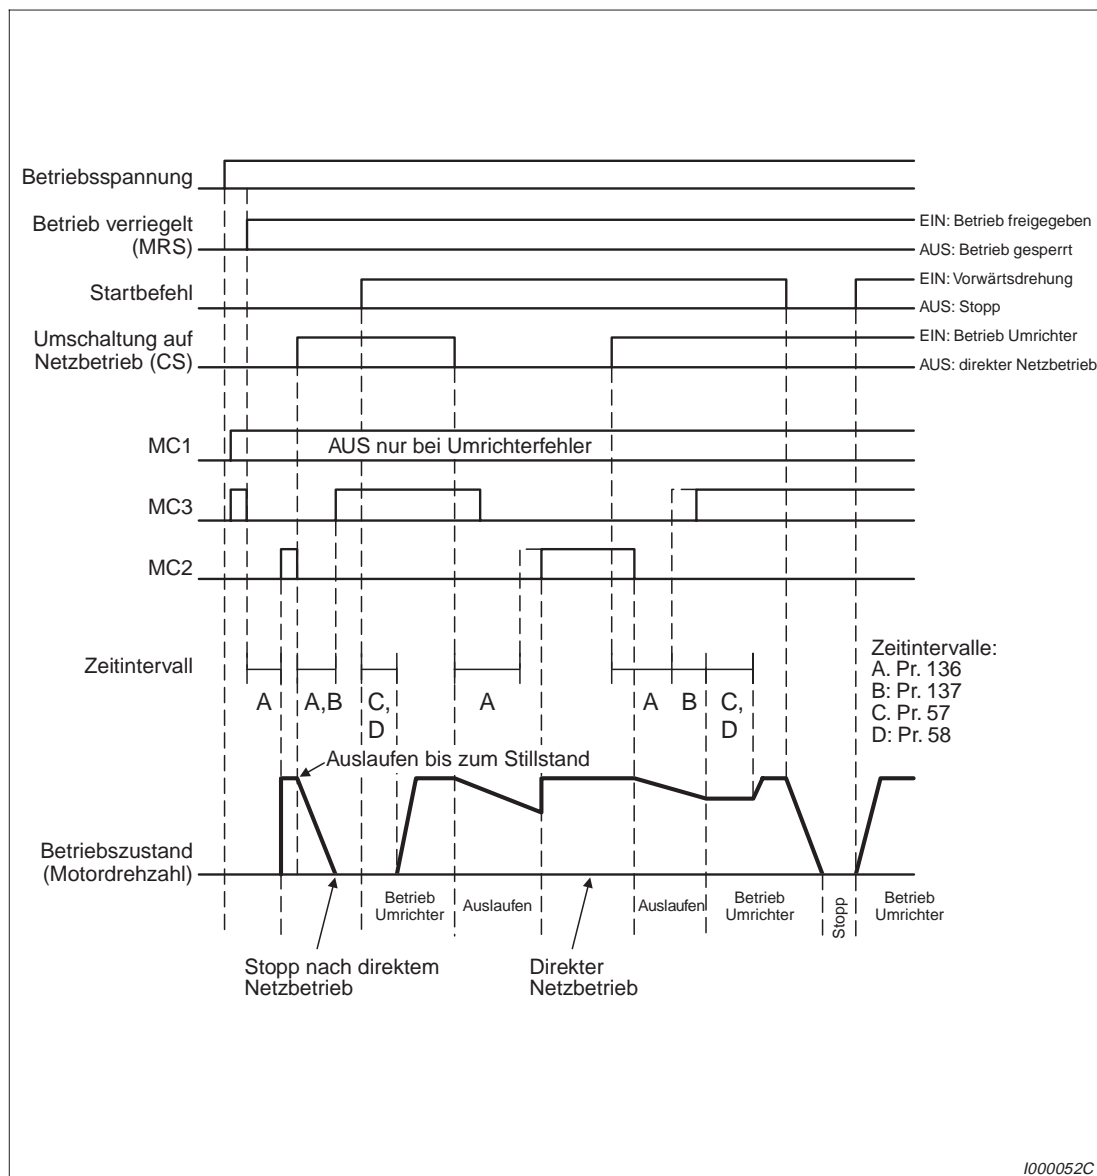 Betriebsspannung
Betrieb verriegelt
(MRS)
EIN: Betrieb freigegeben
AUS: Betrieb gesperrt
Startbefehl
EIN: Vorwärtsdrehung
AUS: Stopp
Umschaltung auf
Netzbetrieb (CS)
EIN: Betrieb Umrichter
AUS: direkter Netzbetrieb
MC1
AUS nur bei Umrichterfehler
MC3
MC2
Zeitintervall
A
A,B
C,
D
A
A
B
C,
D
Zeitintervalle:
A. Pr. 136
B: Pr. 137
C. Pr. 57
D: Pr. 58
Auslaufen bis zum Stillstand
Betriebszustand
(Motordrehzahl)
Betrieb
Umrichter
Auslaufen
Auslaufen
Betrieb
Umrichter
Stopp
Betrieb
Umrichter
Stopp nach direktem
Netzbetrieb
Direkter
Netzbetrieb
I000052C